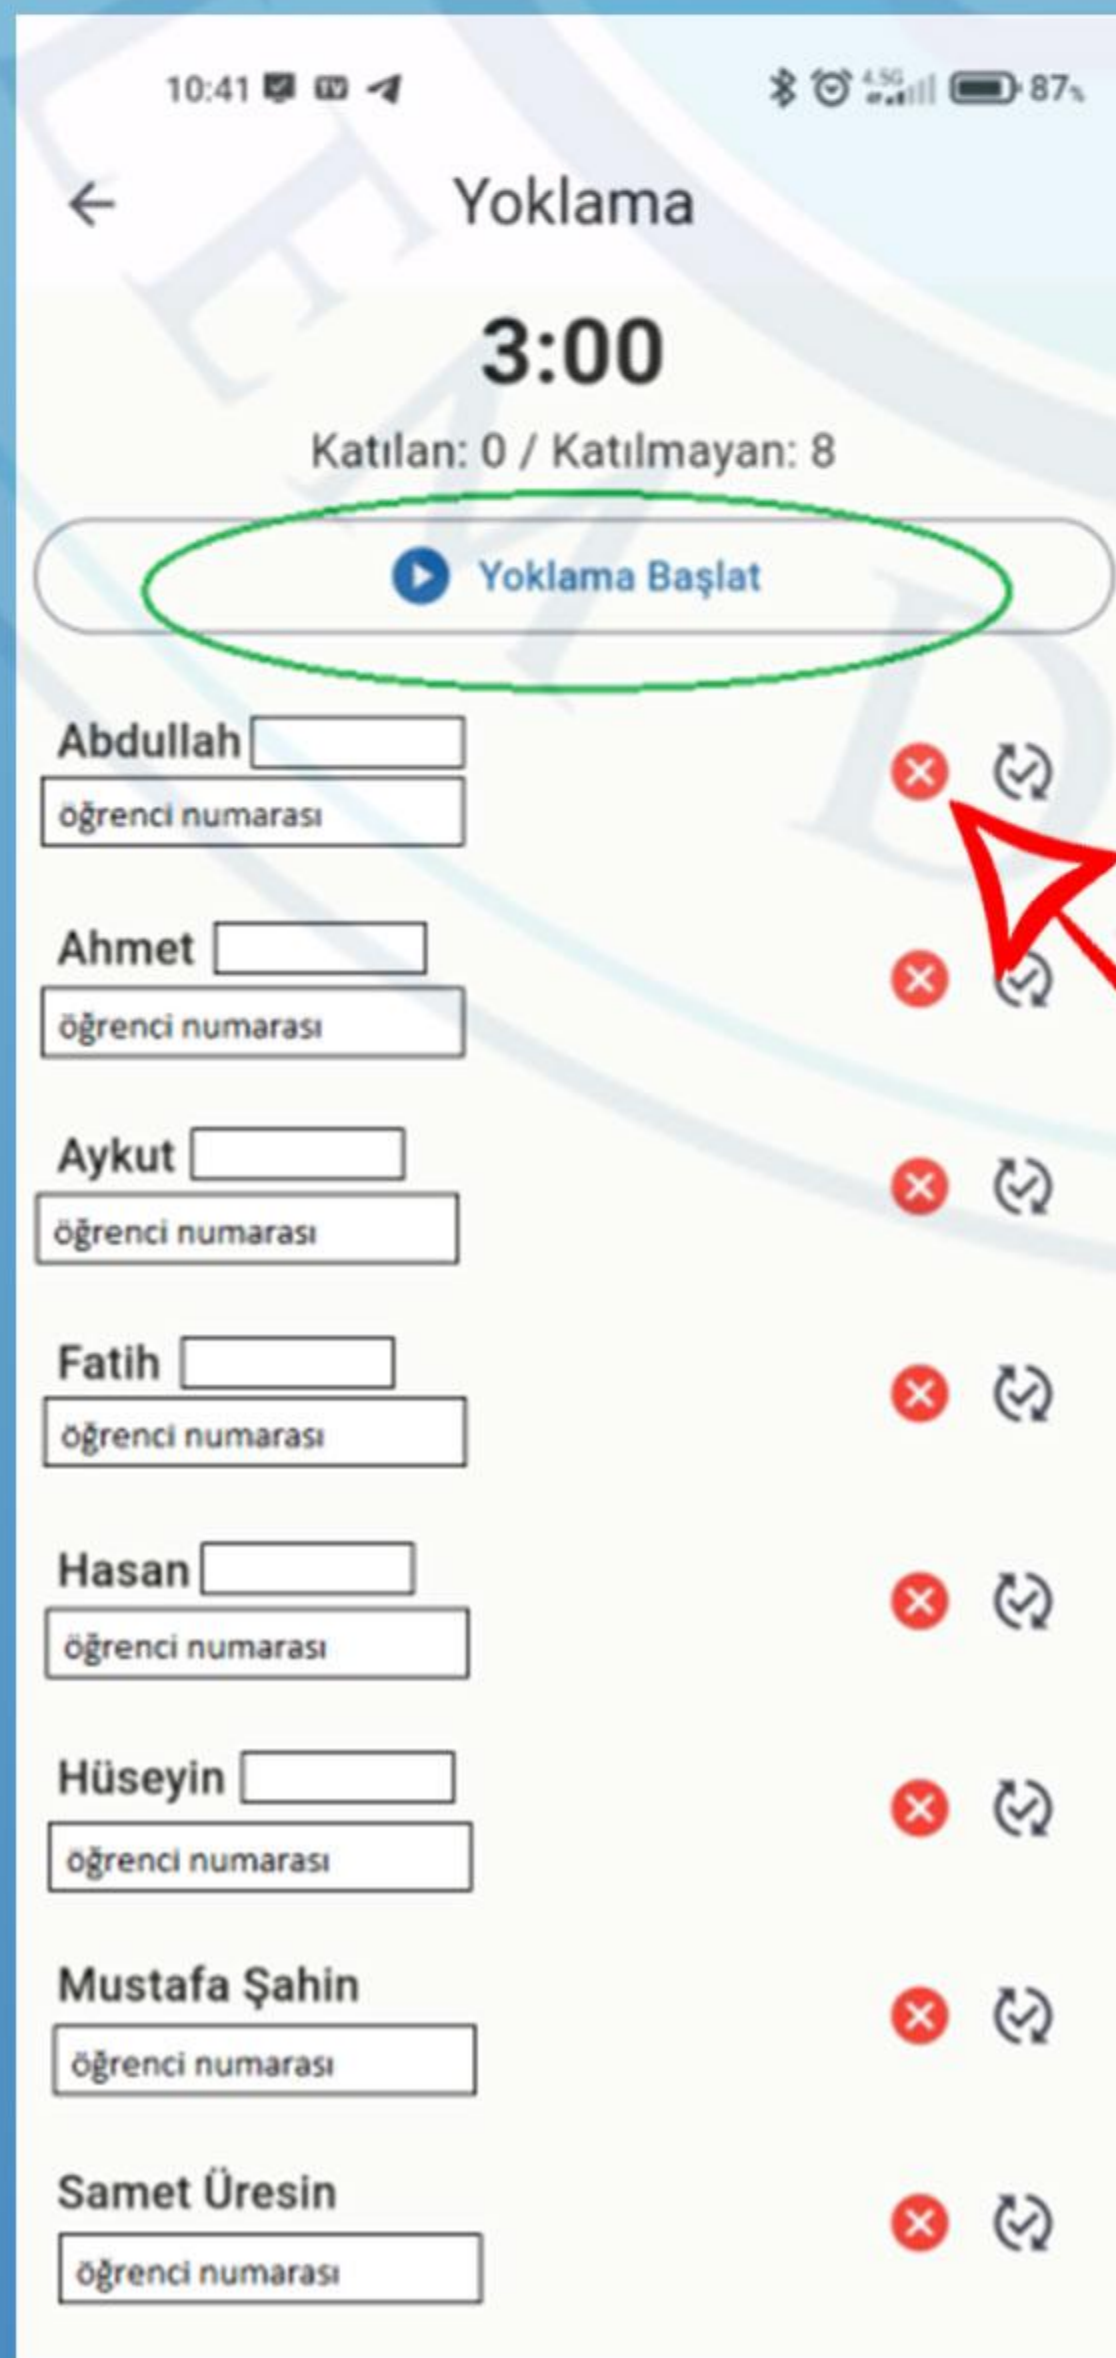 10:41
4.5G
87%
Yoklama
3:00
Katılan: 0 / Katılmayan: 8
Yoklama Başlat
Abdullah
öğrenci numarası
Ahmet
öğrenci numarası
Aykut
öğrenci numarası
Fatih
öğrenci numarası
Hasan
öğrenci numarası
Hüseyin
öğrenci numarası
Mustafa Şahin
öğrenci numarası
Samet Üresin
öğrenci numarası